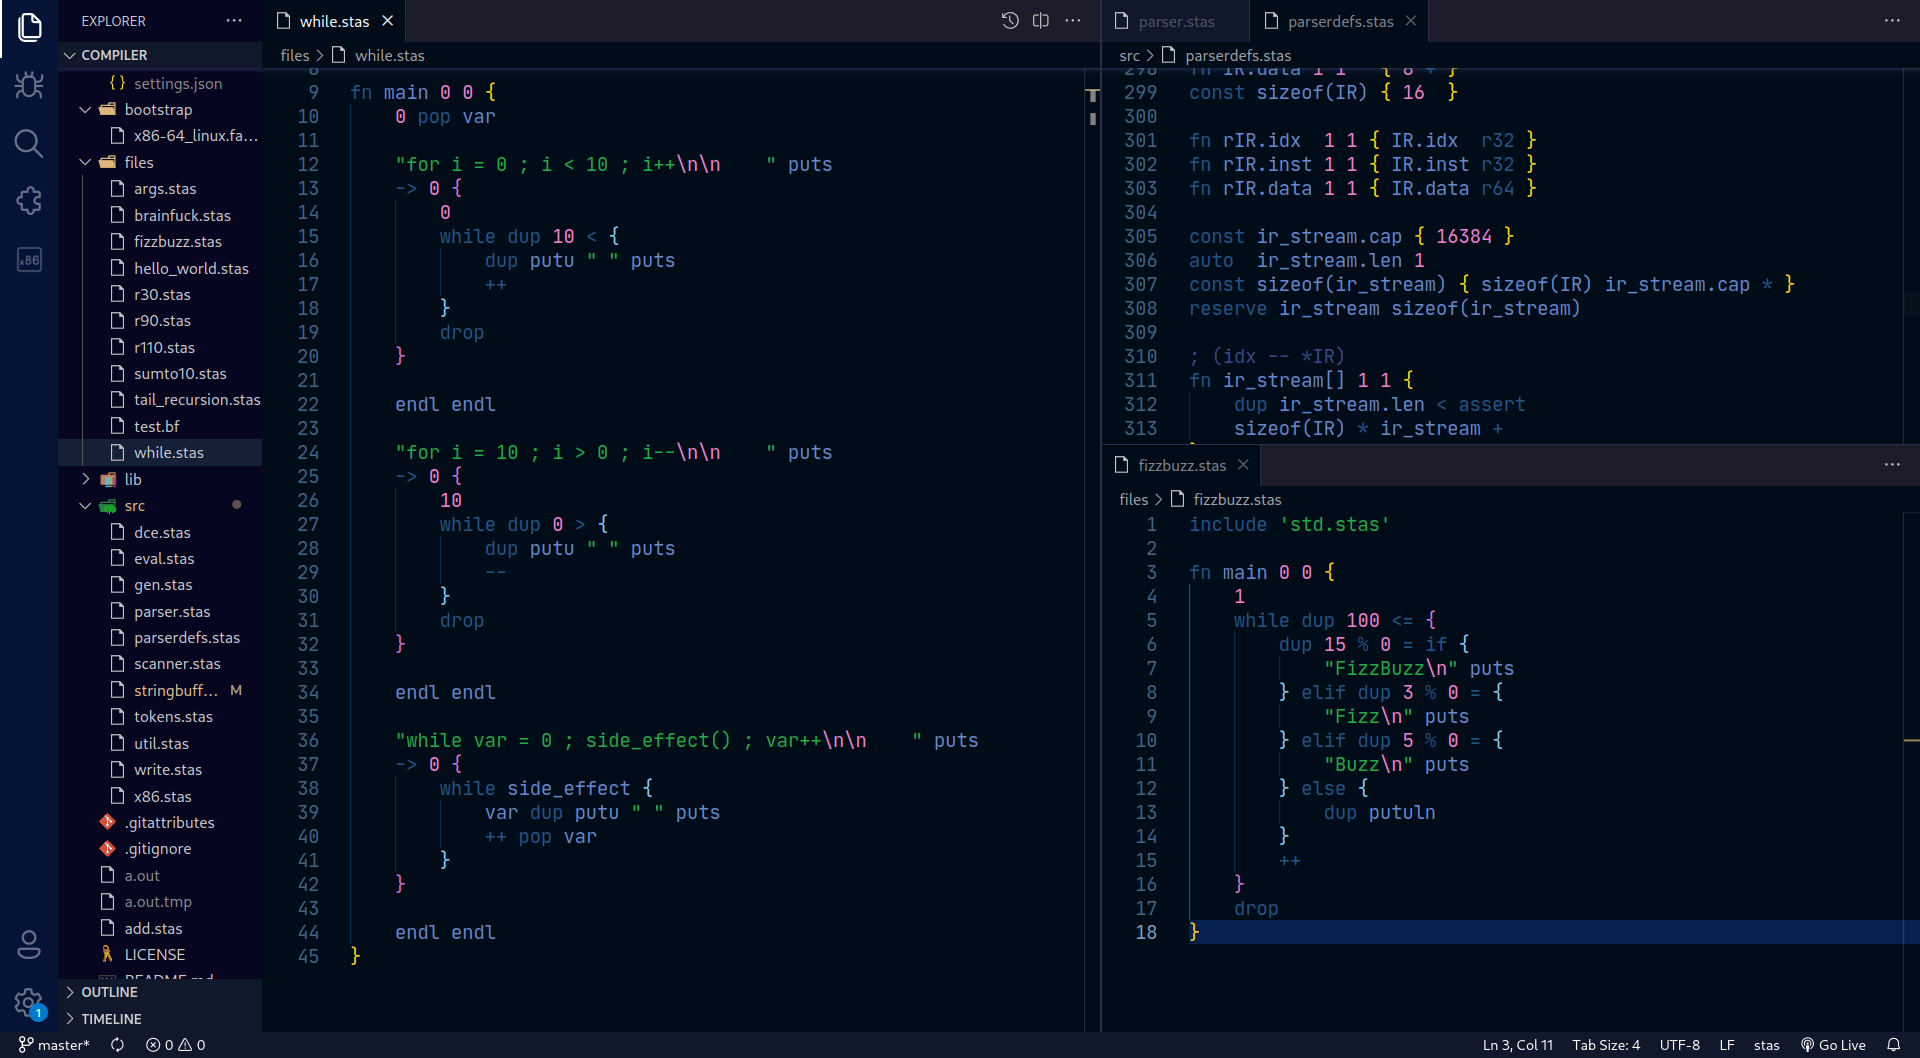 EXPLORER
COMPILER
settings.json
bootstrap
x86-64_linux.fa...
files
args.stas
brainfuck.stas
fizzbuzz.stas
hello_world.stas
r30.stas
r90.stas
r110.stas
sumto10.stas
tail_recursion.stas
test.bf
while.stas
lib
src
dce.stas
eval.stas
gen.stas
parser.stas
parserdefs.stas
scanner.stas
stringbuff... M
tokens.stas
util.stas
write.stas
x86.stas
.gitattributes
.gitignore
a.out
a.out.tmp
add.stas
LICENSE
README.md
OUTLINE
TIMELINE
x86
1
while.stas
files > while.stas
8
9 fn main 0 0 {
10     0 pop var
11
12     "for i = 0 ; i < 10 ; i++\n\n    " puts
13     -> 0 {
14         0
15         while dup 10 < {
16             dup putu " " puts
17             ++
18         }
19         drop
20     }
21
22     endl endl
23
24     "for i = 10 ; i > 0 ; i--\n\n    " puts
25     -> 0 {
26         10
27         while dup 0 > {
28             dup putu " " puts
29             --
30         }
31         drop
32     }
33
34     endl endl
35
36     "while var = 0 ; side_effect() ; var++\n\n    " puts
37     -> 0 {
38         while side_effect {
39             var dup putu " " puts
40             ++ pop var
41         }
42     }
43
44     endl endl
45 }
parser.stas
parserdefs.stas
src > parserdefs.stas
298 fn IR.data 1 1   { 8 + }
299 const sizeof(IR) { 16  }
300
301 fn rIR.idx  1 1 { IR.idx  r32 }
302 fn rIR.inst 1 1 { IR.inst r32 }
303 fn rIR.data 1 1 { IR.data r64 }
304
305 const ir_stream.cap { 16384 }
306 auto  ir_stream.len 1
307 const sizeof(ir_stream) { sizeof(IR) ir_stream.cap * }
308 reserve ir_stream sizeof(ir_stream)
309
310 ; (idx -- *IR)
311 fn ir_stream[] 1 1 {
312     dup ir_stream.len < assert
313     sizeof(IR) * ir_stream +
fizzbuzz.stas
files > fizzbuzz.stas
1 include 'std.stas'
2
3 fn main 0 0 {
4     1
5     while dup 100 <= {
6         dup 15 % 0 = if {
7             "FizzBuzz\n" puts
8         } elif dup 3 % 0 = {
9             "Fizz\n" puts
10         } elif dup 5 % 0 = {
11             "Buzz\n" puts
12         } else {
13             dup putuln
14         }
15         ++
16     }
17     drop
18 }
master* 0 0 Ln 3, Col 11 Tab Size: 4 UTF-8 LF stas Go Live